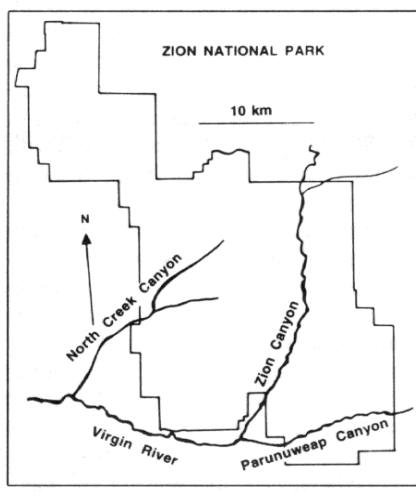 ZION NATIONAL PARK
10 km
N
North Creek Canyon
Zion Canyon
Virgin River
Parunuweap Canyon